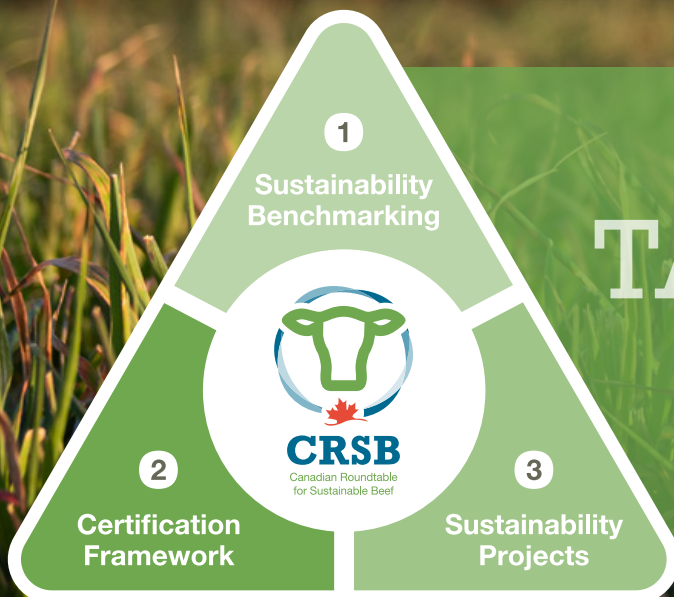 1
Sustainability
Benchmarking
CRSB
Canadian Roundtable
for Sustainable Beef
2
Certification
Framework
3
Sustainability
Projects